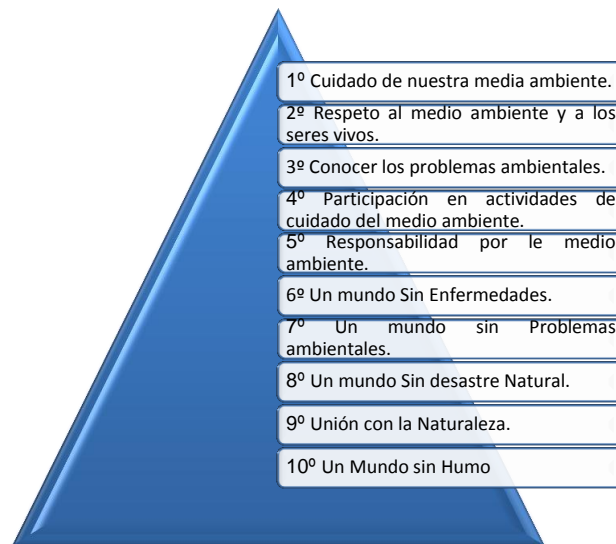 1º Cuidado de nuestra media ambiente.
2º Respeto al medio ambiente y a los
seres vivos.
3º Conocer los problemas ambientales.
4º Participación en actividades de
cuidado del medio ambiente.
5º Responsabilidad por le medio
ambiente.
6º Un mundo Sin Enfermedades.
7º Un mundo sin Problemas
ambientales.
8º Un mundo Sin desastre Natural.
9º Unión con la Naturaleza.
10º Un Mundo sin Humo